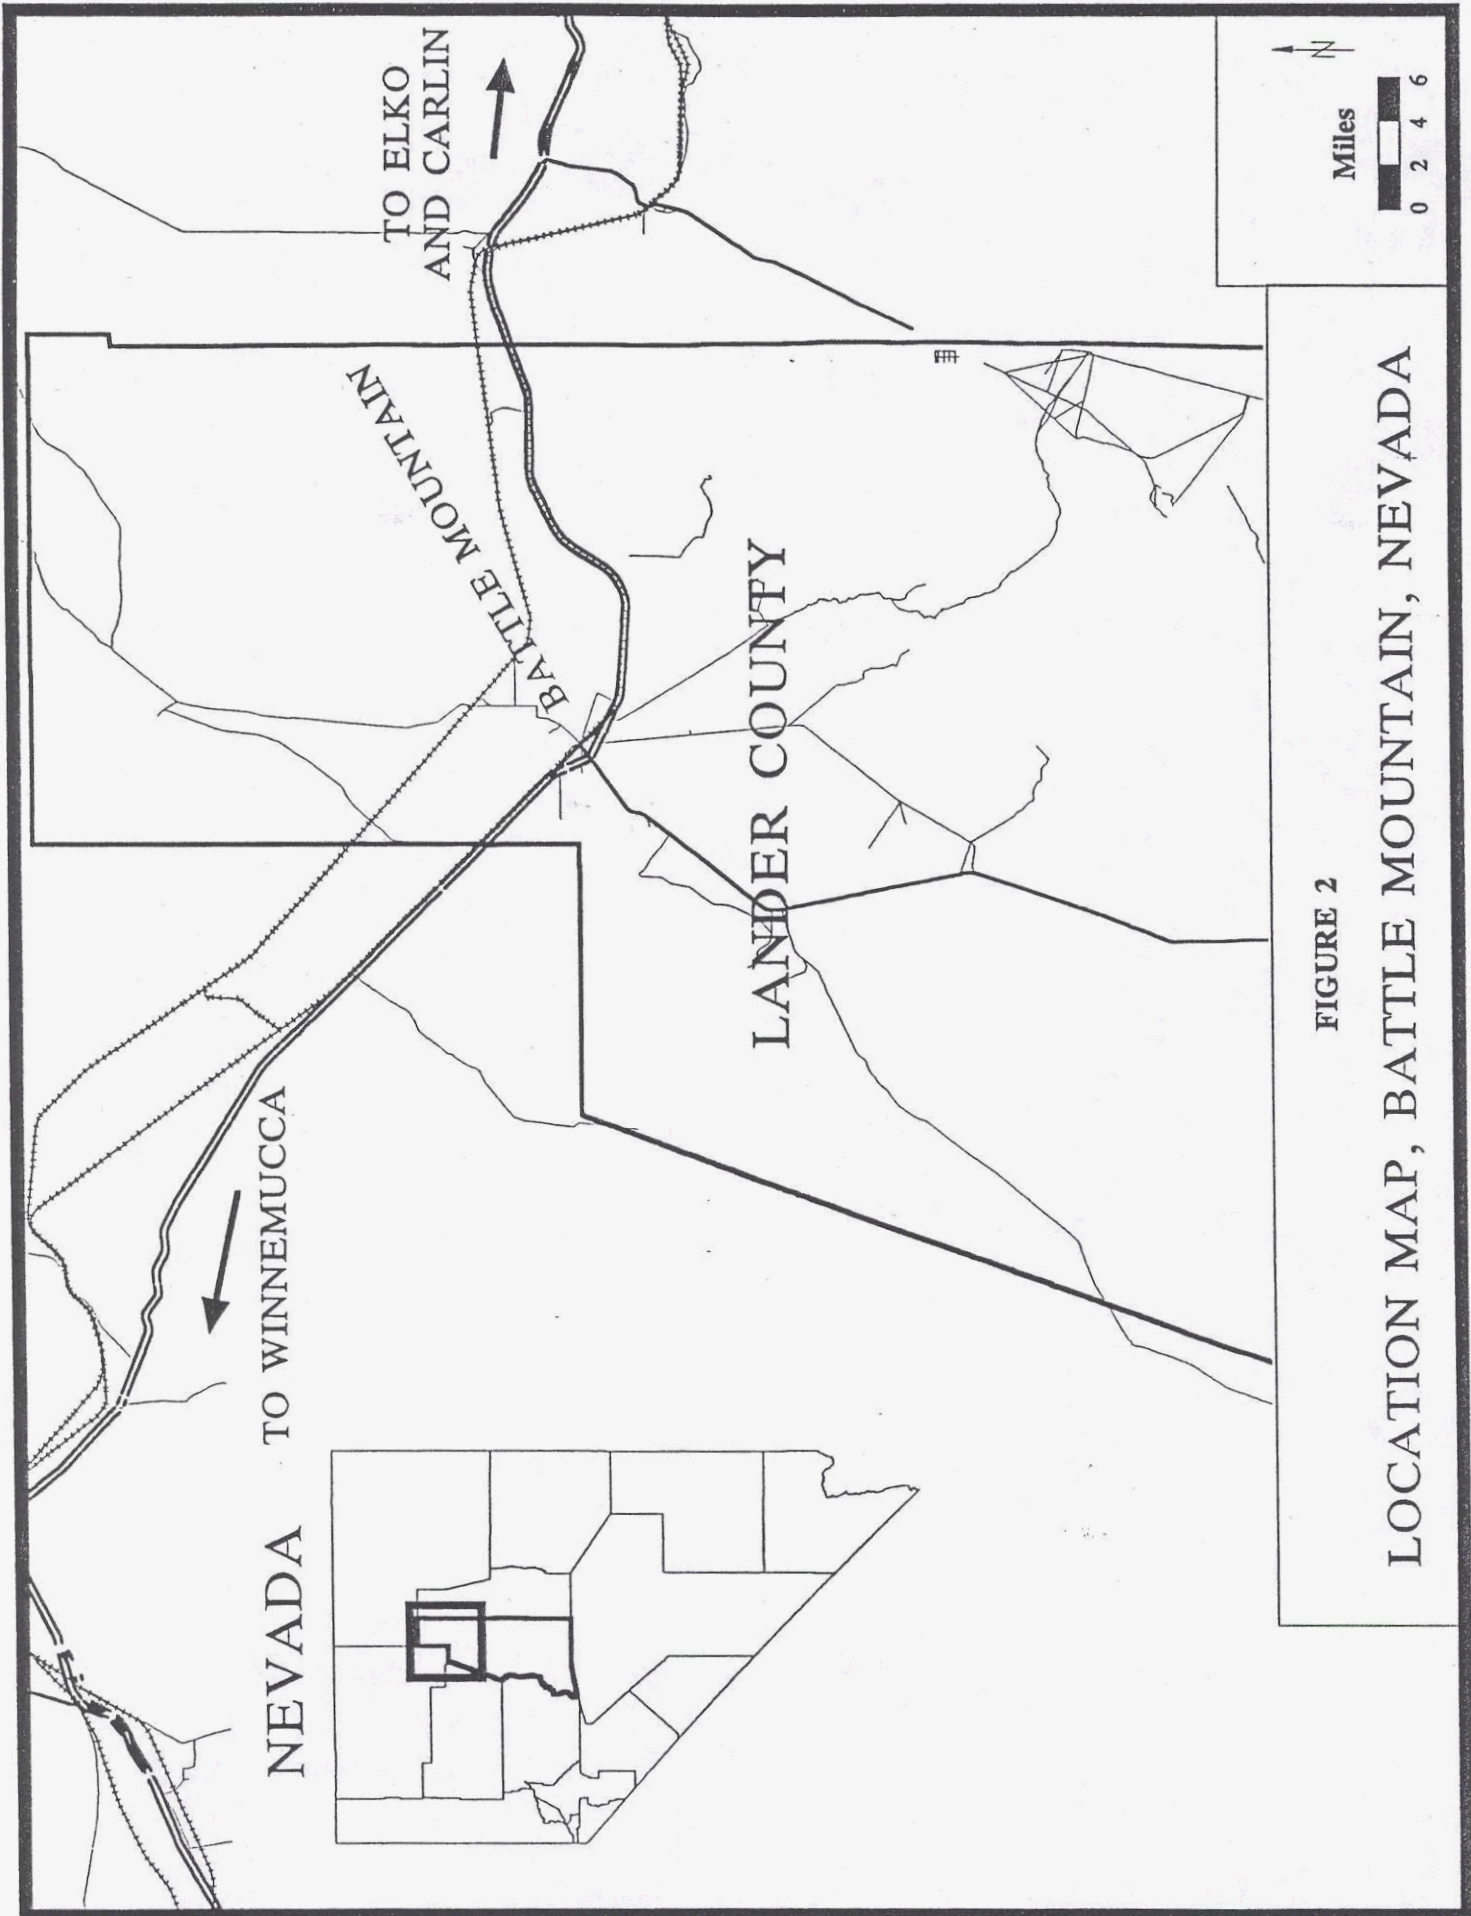 TO ELKO
AND CARLIN
BATTLE MOUNTAIN
LANDER COUNTY
TO WINNEMUCCA
NEVADA
N
Miles
0 2 4 6
FIGURE 2
LOCATION MAP, BATTLE MOUNTAIN, NEVADA